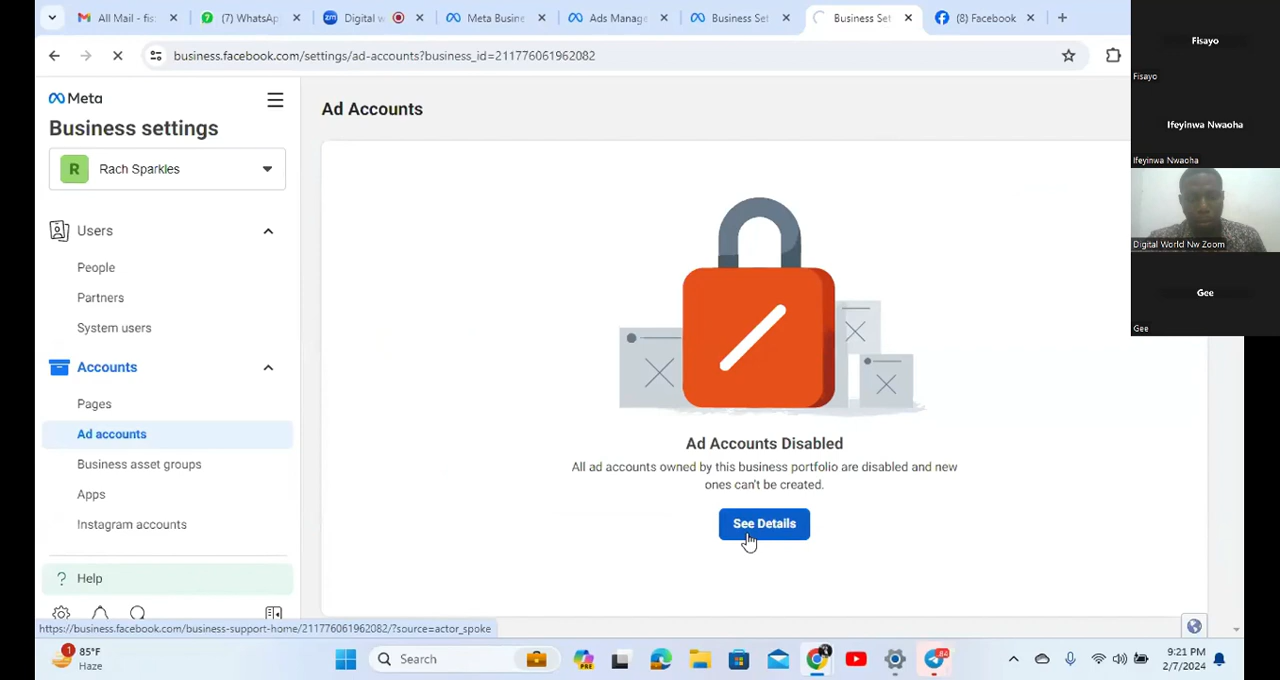 All Mail - fis
(7) WhatsAp
Digital w
Meta Busine
Ads Manag
Business Set
Business Set
(8) Facebook
business.facebook.com/settings/ad-accounts?business_id=211776061962082
Fisayo
Fisayo
Ifeyinwa Nwaoha
Ifeyinwa Nwaoha
Digital World Nw Zoom
Gee
Gee
Meta
Business settings
R
Rach Sparkles
Users
People
Partners
System users
Accounts
Pages
Ad accounts
Business asset groups
Apps
Instagram accounts
? Help
Ad Accounts
Ad Accounts Disabled
All ad accounts owned by this business portfolio are disabled and new
ones can't be created.
See Details
https://business.facebook.com/business-support-home/211776061962082/?source=actor_spoke
1
85°F
Haze
Search
PRE
84
9:21 PM
2/7/2024